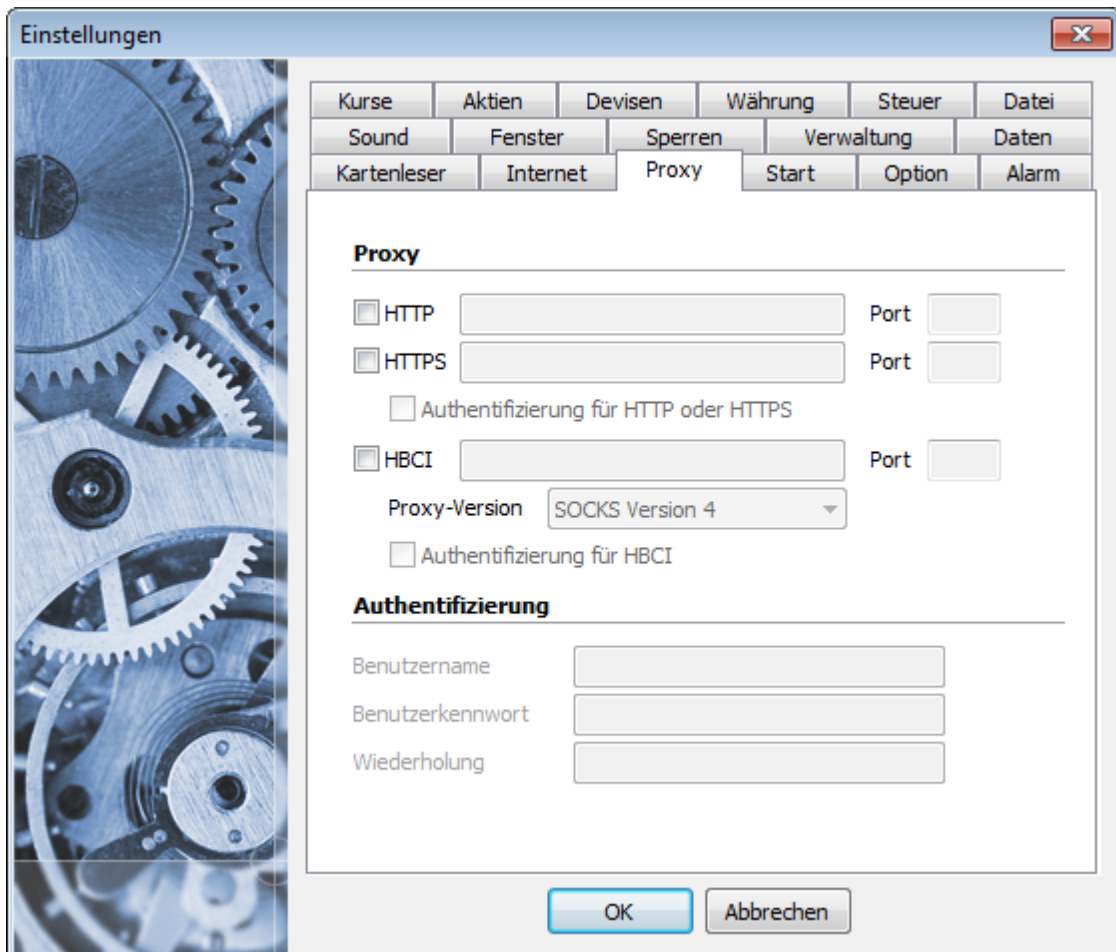 Einstellungen
Kurse Aktien Devisen Währung Steuer Datei
Sound Fenster Sperren Verwaltung Daten
Kartenleser Internet Proxy Start Option Alarm
Proxy
HTTP Port
HTTPS Port
Authentifizierung für HTTP oder HTTPS
HBCI Port
Proxy-Version SOCKS Version 4
Authentifizierung für HBCI
Authentifizierung
Benutzername
Benutzerkennwort
Wiederholung
OK Abbrechen